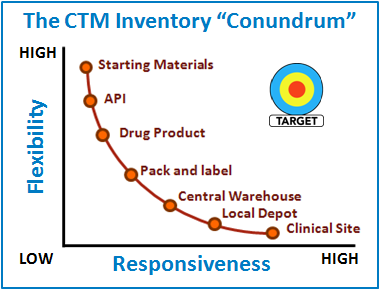 The CTM Inventory “Conundrum”
HIGH
Starting Materials
API
TARGET
Drug Product
Flexibility
Pack and label
Central Warehouse
Local Depot
Clinical Site
LOW
Responsiveness
HIGH